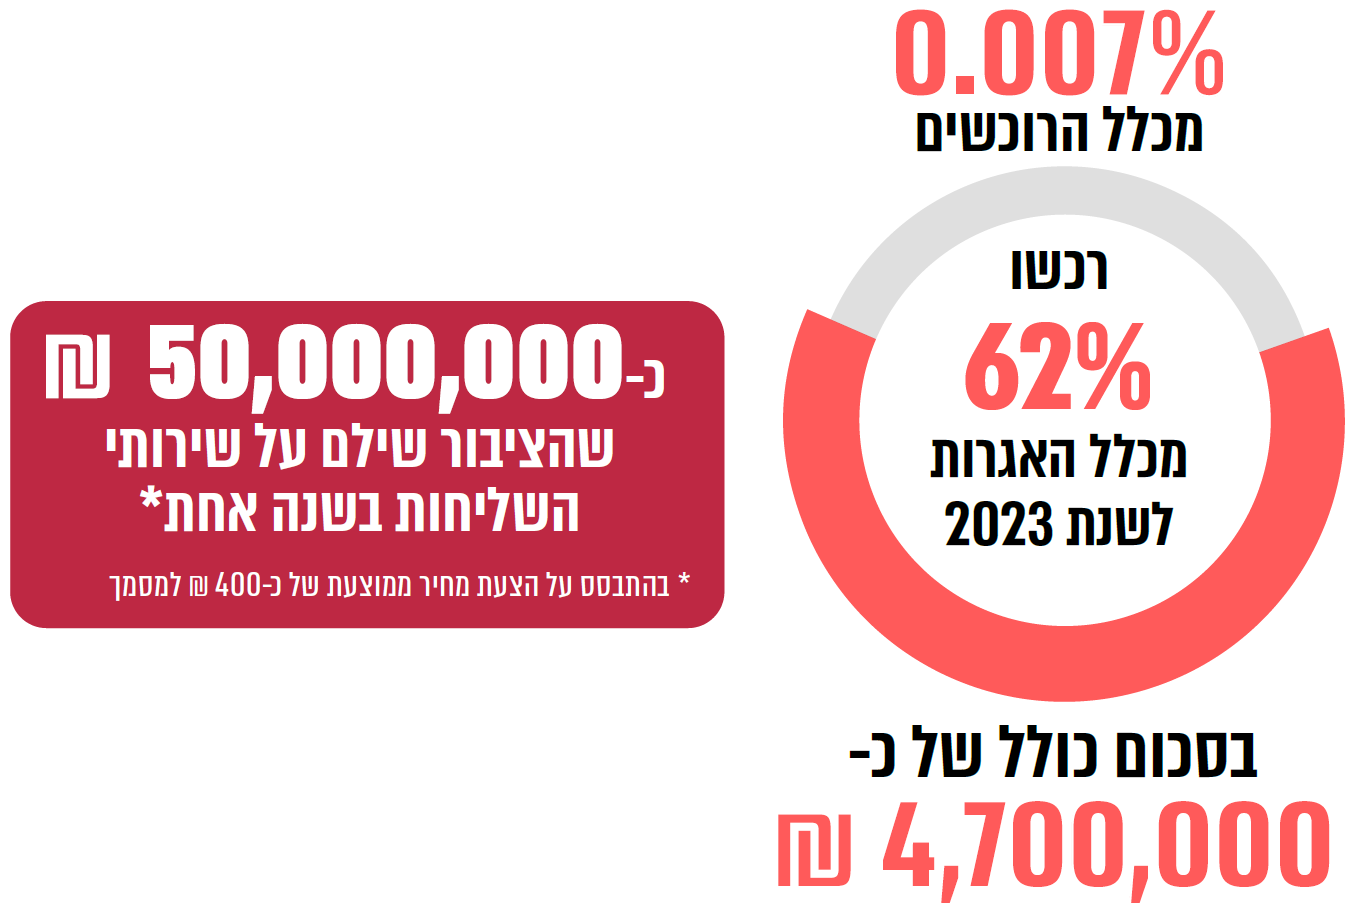 0.007%
מכלל הרוכשים
רכשו
62%
מכלל האגרות
לשנת 2023
בסכום כולל של כ-
4,700,000 ₪
כ-50,000,000 ₪
שהציבור שילם על שירותי
השליחות בשנה אחת*
* בהתבסס על הצעת מחיר ממוצעת של כ-400 ₪ למסמך